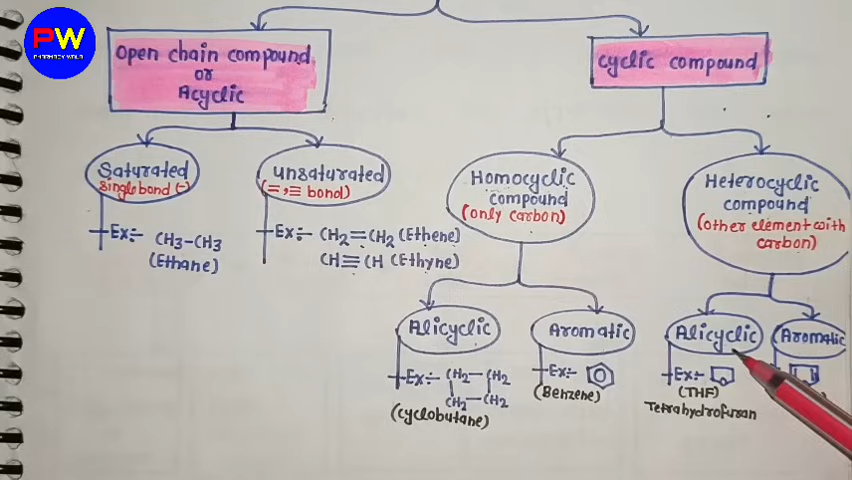 PW
PHARMACY WALA
Open chain compound
or
Acyclic
Cyclic compound
Saturated
Single bond (-)
Ex:- CH3-CH3
(Ethane)
unsaturated
(=,≡ bond)
Ex:- CH2=CH2 (Ethene)
CH≡CH (Ethyne)
Homocyclic
compound
(only carbon)
Heterocyclic
compound
(other element with
carbon)
Alicyclic
Ex:- CH2-CH2
CH2-CH2
(cyclobutane)
Aromatic
Ex:-
(Benzene)
Alicyclic
Ex:-
(THF)
Tetrahydrofuran
Aromatic